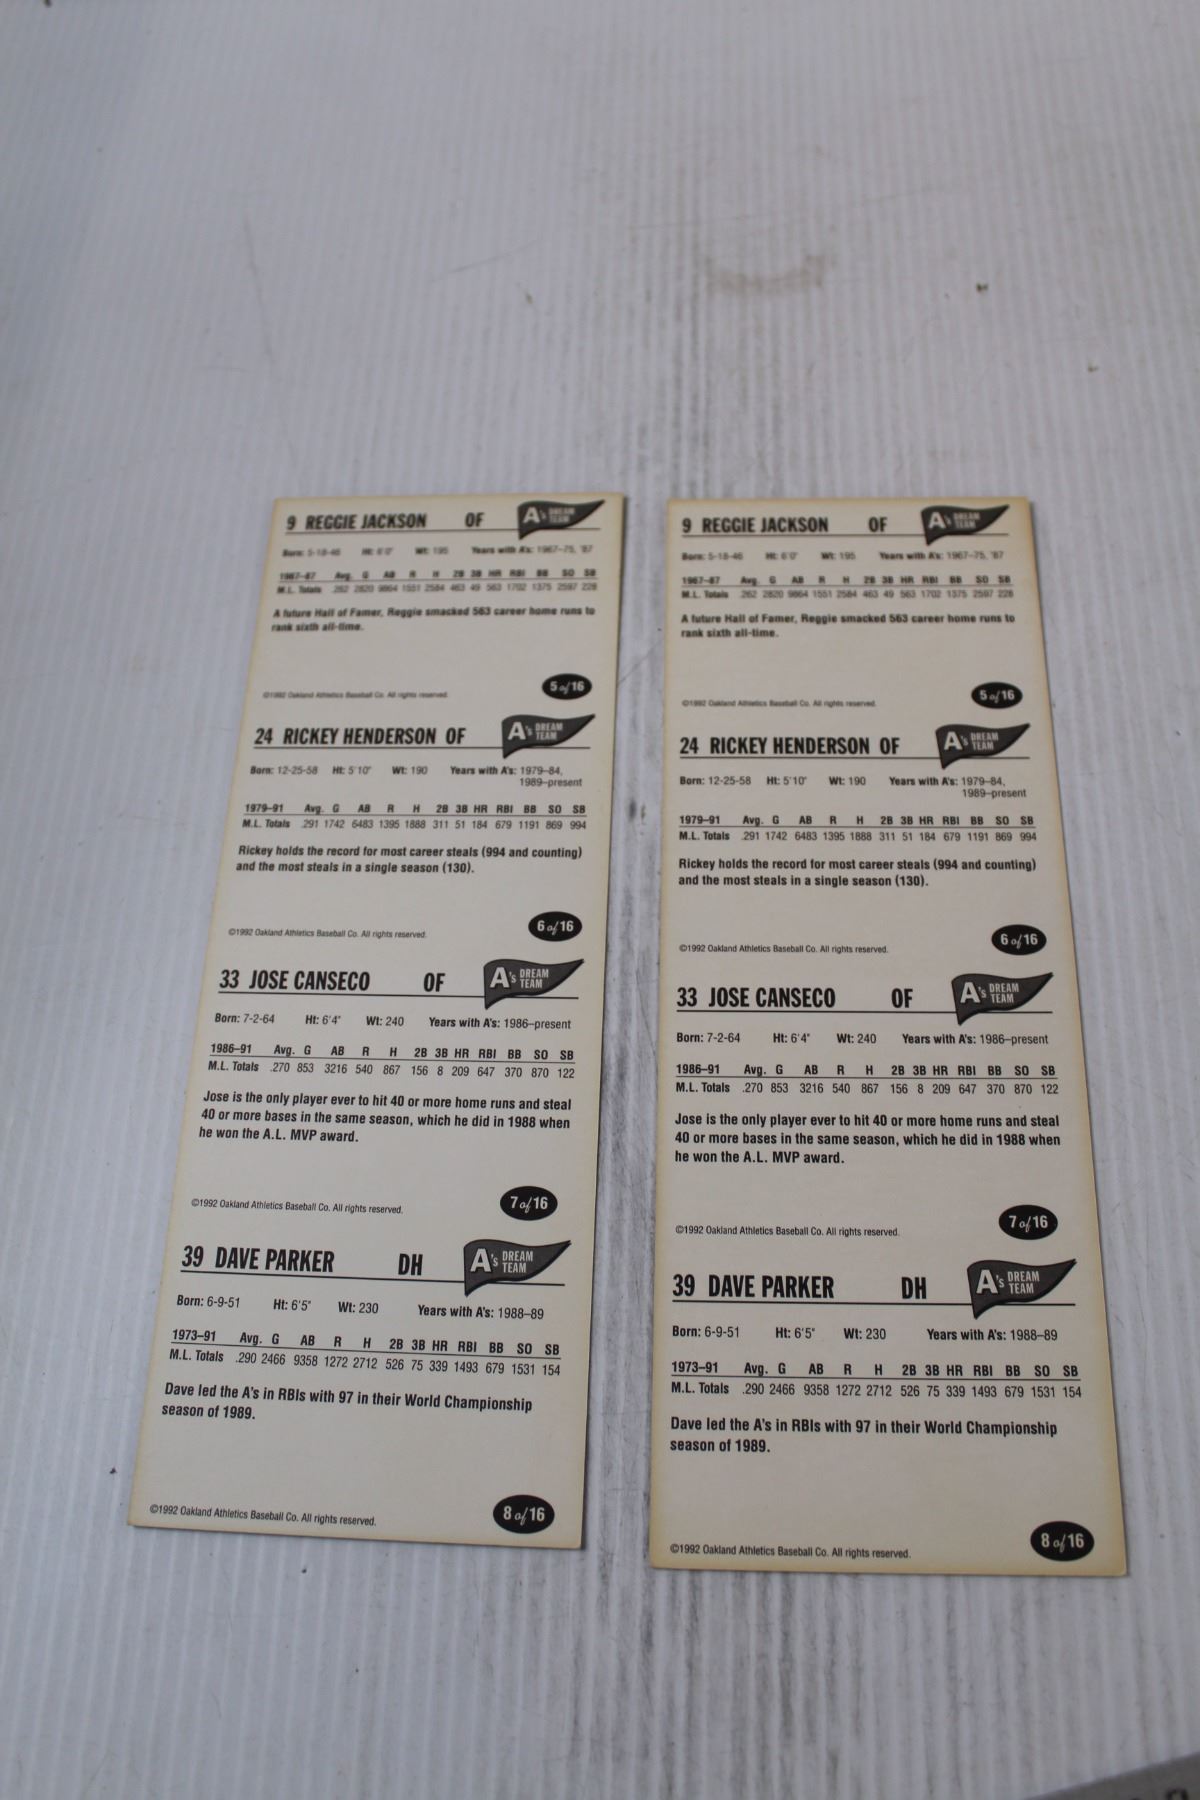 9 REGGIE JACKSON OF A's DREAM TEAM
Born: 5-18-46 Ht: 6'0" Wt: 195 Years with A's: 1967–75, '87
1967–87 Avg. G AB R H 2B 3B HR RBI BB SO SB
M.L. Totals .262 2820 9864 1551 2584 463 49 563 1702 1375 2597 228
A future Hall of Famer, Reggie smacked 563 career home runs to
rank sixth all-time.
©1992 Oakland Athletics Baseball Co. All rights reserved. 5 of 16
24 RICKEY HENDERSON OF A's DREAM TEAM
Born: 12-25-58 Ht: 5'10" Wt: 190 Years with A's: 1979–84,
1989–present
1979–91 Avg. G AB R H 2B 3B HR RBI BB SO SB
M.L. Totals .291 1742 6483 1395 1888 311 51 184 679 1191 869 994
Rickey holds the record for most career steals (994 and counting)
and the most steals in a single season (130).
©1992 Oakland Athletics Baseball Co. All rights reserved. 6 of 16
33 JOSE CANSECO OF A's DREAM TEAM
Born: 7-2-64 Ht: 6'4" Wt: 240 Years with A's: 1986–present
1986–91 Avg. G AB R H 2B 3B HR RBI BB SO SB
M.L. Totals .270 853 3216 540 867 156 8 209 647 370 870 122
Jose is the only player ever to hit 40 or more home runs and steal
40 or more bases in the same season, which he did in 1988 when
he won the A.L. MVP award.
©1992 Oakland Athletics Baseball Co. All rights reserved. 7 of 16
39 DAVE PARKER DH A's DREAM TEAM
Born: 6-9-51 Ht: 6'5" Wt: 230 Years with A's: 1988–89
1973–91 Avg. G AB R H 2B 3B HR RBI BB SO SB
M.L. Totals .290 2466 9358 1272 2712 526 75 339 1493 679 1531 154
Dave led the A's in RBIs with 97 in their World Championship
season of 1989.
©1992 Oakland Athletics Baseball Co. All rights reserved. 8 of 16
9 REGGIE JACKSON OF A's DREAM TEAM
Born: 5-18-46 Ht: 6'0" Wt: 195 Years with A's: 1967–75, '87
1967–87 Avg. G AB R H 2B 3B HR RBI BB SO SB
M.L. Totals .262 2820 9864 1551 2584 463 49 563 1702 1375 2597 228
A future Hall of Famer, Reggie smacked 563 career home runs to
rank sixth all-time.
©1992 Oakland Athletics Baseball Co. All rights reserved. 5 of 16
24 RICKEY HENDERSON OF A's DREAM TEAM
Born: 12-25-58 Ht: 5'10" Wt: 190 Years with A's: 1979–84,
1989–present
1979–91 Avg. G AB R H 2B 3B HR RBI BB SO SB
M.L. Totals .291 1742 6483 1395 1888 311 51 184 679 1191 869 994
Rickey holds the record for most career steals (994 and counting)
and the most steals in a single season (130).
©1992 Oakland Athletics Baseball Co. All rights reserved. 6 of 16
33 JOSE CANSECO OF A's DREAM TEAM
Born: 7-2-64 Ht: 6'4" Wt: 240 Years with A's: 1986–present
1986–91 Avg. G AB R H 2B 3B HR RBI BB SO SB
M.L. Totals .270 853 3216 540 867 156 8 209 647 370 870 122
Jose is the only player ever to hit 40 or more home runs and steal
40 or more bases in the same season, which he did in 1988 when
he won the A.L. MVP award.
©1992 Oakland Athletics Baseball Co. All rights reserved. 7 of 16
39 DAVE PARKER DH A's DREAM TEAM
Born: 6-9-51 Ht: 6'5" Wt: 230 Years with A's: 1988–89
1973–91 Avg. G AB R H 2B 3B HR RBI BB SO SB
M.L. Totals .290 2466 9358 1272 2712 526 75 339 1493 679 1531 154
Dave led the A's in RBIs with 97 in their World Championship
season of 1989.
©1992 Oakland Athletics Baseball Co. All rights reserved. 8 of 16